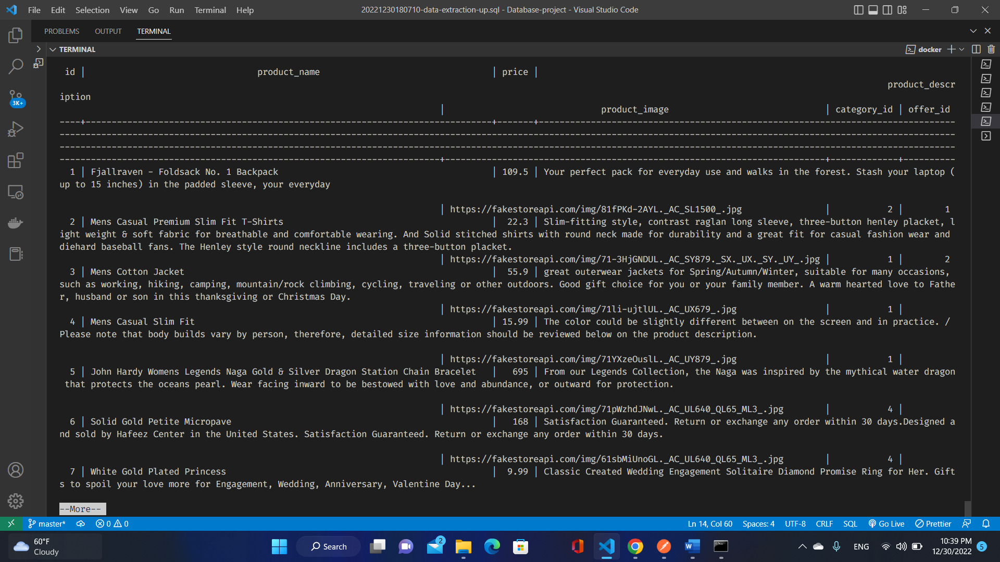 File Edit Selection View Go Run Terminal Help 20221230180710-data-extraction-up.sql - Database-project - Visual Studio Code
PROBLEMS OUTPUT TERMINAL
TERMINAL docker
3K+
id | product_name | price |
product_descr
iption
| product_image | category_id | offer_id
----+------------------------------------------------------------------------------+-------+--------------------------------------------------------------------------------
----------------------------------------------------------------------------------------------------------------------------------------------------------------------------
----------------------------------------------------------------------------------------------------------------------------------------------------------------------------
-------------------------------------------------------------------------+-------------------------------------------------------------------------+-------------+----------
1 | Fjallraven - Foldsack No. 1 Backpack | 109.5 | Your perfect pack for everyday use and walks in the forest. Stash your laptop (
up to 15 inches) in the padded sleeve, your everyday
| https://fakestoreapi.com/img/81fPKd-2AYL._AC_SL1500_.jpg | 2 | 1
2 | Mens Casual Premium Slim Fit T-Shirts | 22.3 | Slim-fitting style, contrast raglan long sleeve, three-button henley placket, l
ight weight & soft fabric for breathable and comfortable wearing. And Solid stitched shirts with round neck made for durability and a great fit for casual fashion wear and
diehard baseball fans. The Henley style round neckline includes a three-button placket.
| https://fakestoreapi.com/img/71-3HjGNDUL._AC_SY879._SX._UX._SY._UY_.jpg | 1 | 2
3 | Mens Cotton Jacket | 55.9 | great outerwear jackets for Spring/Autumn/Winter, suitable for many occasions,
such as working, hiking, camping, mountain/rock climbing, cycling, traveling or other outdoors. Good gift choice for you or your family member. A warm hearted love to Fathe
r, husband or son in this thanksgiving or Christmas Day.
| https://fakestoreapi.com/img/71li-ujtlUL._AC_UX679_.jpg | 1 |
4 | Mens Casual Slim Fit | 15.99 | The color could be slightly different between on the screen and in practice. /
Please note that body builds vary by person, therefore, detailed size information should be reviewed below on the product description.
| https://fakestoreapi.com/img/71YXzeOuslL._AC_UY879_.jpg | 1 |
5 | John Hardy Womens Legends Naga Gold & Silver Dragon Station Chain Bracelet | 695 | From our Legends Collection, the Naga was inspired by the mythical water dragon
that protects the oceans pearl. Wear facing inward to be bestowed with love and abundance, or outward for protection.
| https://fakestoreapi.com/img/71pWzhdJNwL._AC_UL640_QL65_ML3_.jpg | 4 |
6 | Solid Gold Petite Micropave | 168 | Satisfaction Guaranteed. Return or exchange any order within 30 days.Designed a
nd sold by Hafeez Center in the United States. Satisfaction Guaranteed. Return or exchange any order within 30 days.
| https://fakestoreapi.com/img/61sbMiUnoGL._AC_UL640_QL65_ML3_.jpg | 4 |
7 | White Gold Plated Princess | 9.99 | Classic Created Wedding Engagement Solitaire Diamond Promise Ring for Her. Gift
s to spoil your love more for Engagement, Wedding, Anniversary, Valentine Day...
--More--
master* 0 0 Ln 14, Col 60 Spaces: 4 UTF-8 CRLF SQL Go Live Prettier
60°F
Cloudy
Search
2
W
ENG
10:39 PM
12/30/2022
5